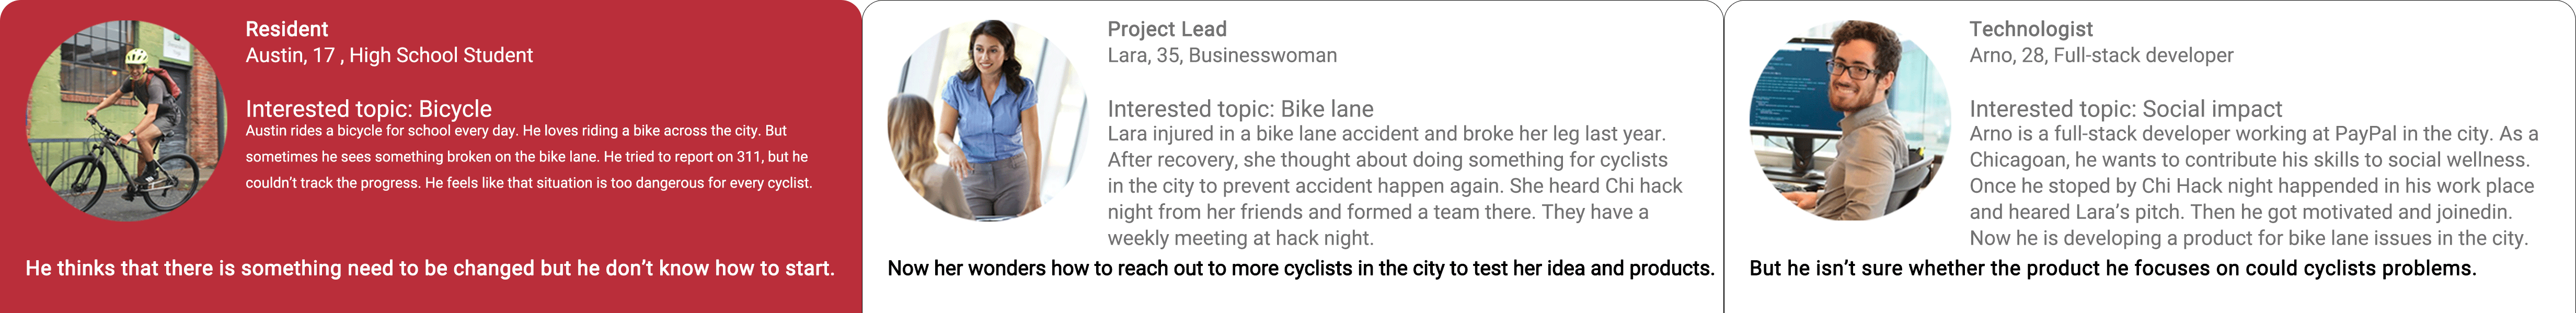 Resident
Austin, 17 , High School Student
Interested topic: Bicycle
Austin rides a bicycle for school every day. He loves riding a bike across the city. But
sometimes he sees something broken on the bike lane. He tried to report on 311, but he
couldn’t track the progress. He feels like that situation is too dangerous for every cyclist.
He thinks that there is something need to be changed but he don’t know how to start.
Project Lead
Lara, 35, Businesswoman
Interested topic: Bike lane
Lara injured in a bike lane accident and broke her leg last year.
After recovery, she thought about doing something for cyclists
in the city to prevent accident happen again. She heard Chi hack
night from her friends and formed a team there. They have a
weekly meeting at hack night.
Now her wonders how to reach out to more cyclists in the city to test her idea and products.
Technologist
Arno, 28, Full-stack developer
Interested topic: Social impact
Arno is a full-stack developer working at PayPal in the city. As a
Chicagoan, he wants to contribute his skills to social wellness.
Once he stoped by Chi Hack night happended in his work place
and heared Lara’s pitch. Then he got motivated and joinedin.
Now he is developing a product for bike lane issues in the city.
But he isn’t sure whether the product he focuses on could cyclists problems.